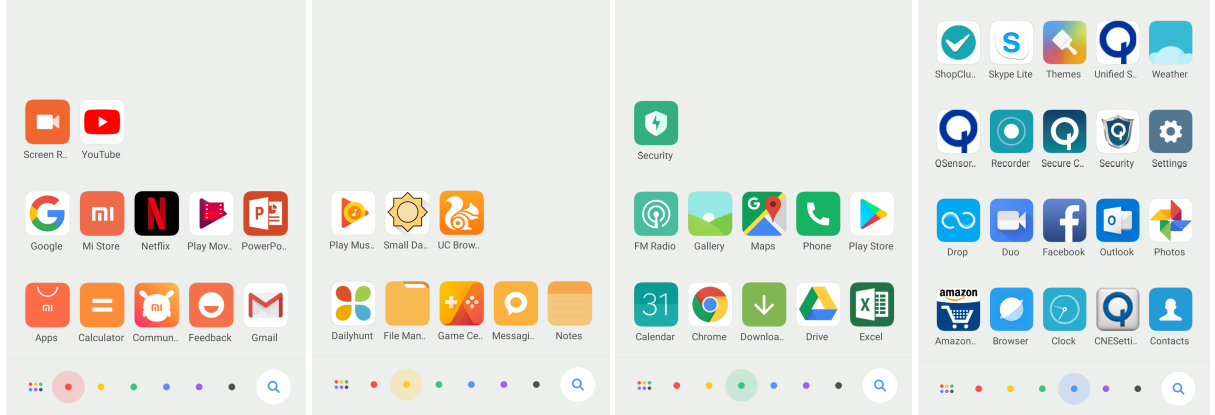 Screen R..
YouTube
Google
Mi Store
Netflix
Play Mov..
PowerPo..
Apps
Calculator
Commun..
Feedback
Gmail
Play Mus..
Small Da..
UC Brow..
Dailyhunt
File Man..
Game Ce..
Messagi..
Notes
Security
FM Radio
Gallery
Maps
Phone
Play Store
31
Calendar
Chrome
Downloa..
Drive
Excel
ShopClu..
Skype Lite
Themes
Unified S..
Weather
QSensor..
Recorder
Secure C..
Security
Settings
Drop
Duo
Facebook
Outlook
Photos
amazon
Amazon..
Browser
Clock
CNESetti..
Contacts